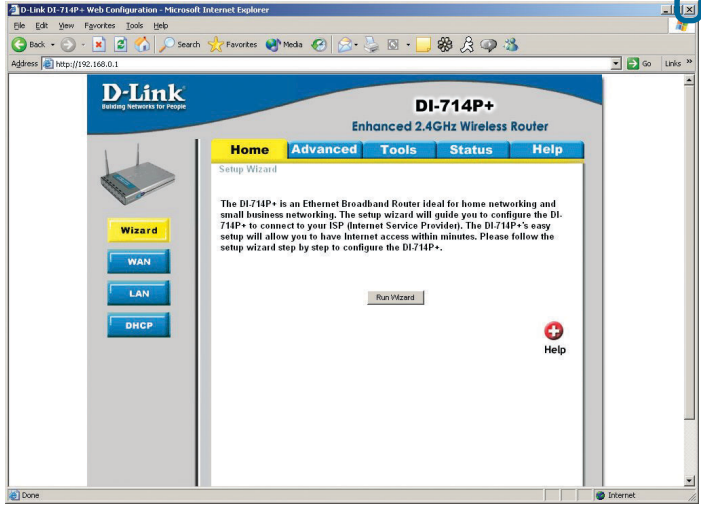 D-Link DI-714P+ Web Configuration - Microsoft Internet Explorer
File Edit View Favorites Tools Help
Back Search Favorites Media
Address http://192.168.0.1 Go Links »
D-Link
Building Networks for People
DI-714P+
Enhanced 2.4GHz Wireless Router
Home Advanced Tools Status Help
Setup Wizard
The DI-714P+ is an Ethernet Broadband Router ideal for home networking and
small business networking. The setup wizard will guide you to configure the DI-
714P+ to connect to your ISP (Internet Service Provider). The DI-714P+'s easy
setup will allow you to have Internet access within minutes. Please follow the
setup wizard step by step to configure the DI-714P+.
Wizard
WAN
LAN
DHCP
Run Wizard
Help
Done Internet